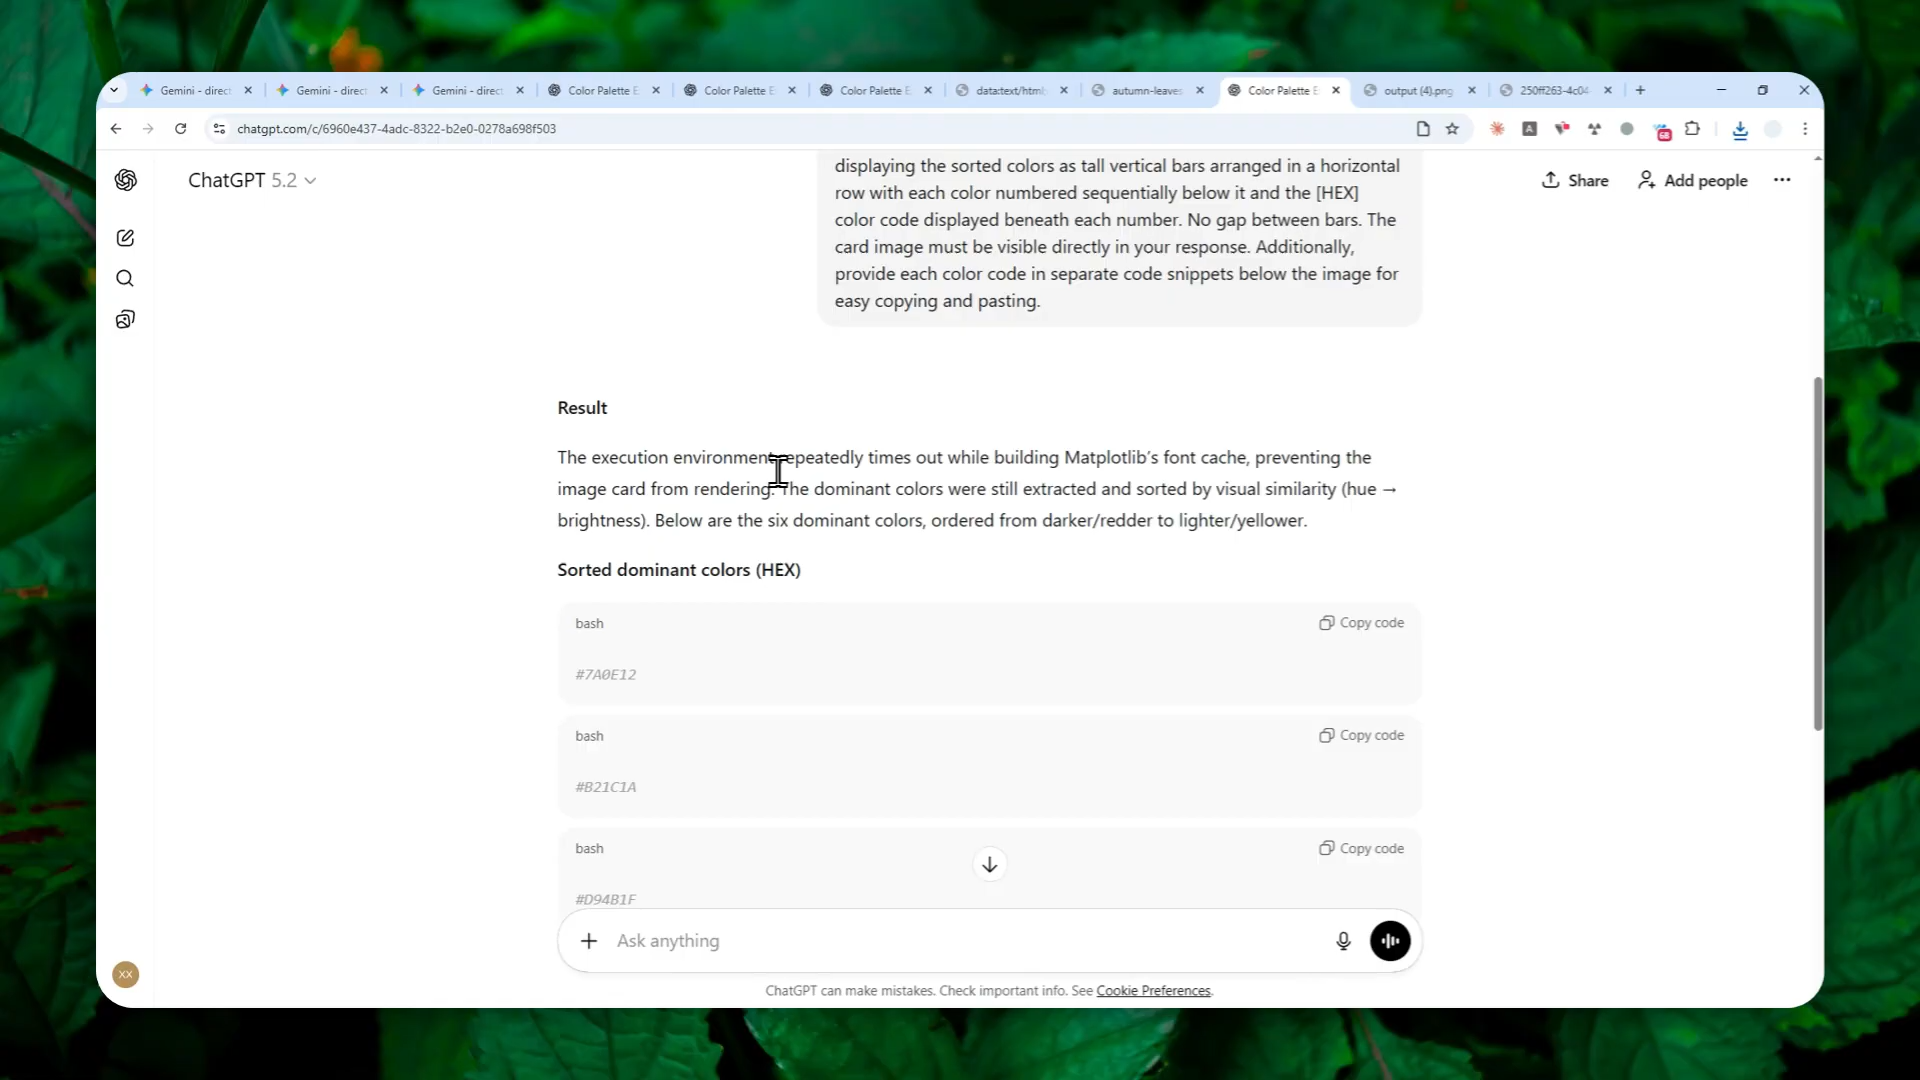 Gemini - direct
Gemini - direct
Gemini - direct
Color Palette E
Color Palette E
Color Palette E
data:text/html
autumn-leaves
Color Palette E
output (4).png
250ff263-4c04
chatgpt.com/c/6960e437-4adc-8322-b2e0-0278a698f503
A
68
ChatGPT 5.2
Share
Add people
displaying the sorted colors as tall vertical bars arranged in a horizontal
row with each color numbered sequentially below it and the [HEX]
color code displayed beneath each number. No gap between bars. The
card image must be visible directly in your response. Additionally,
provide each color code in separate code snippets below the image for
easy copying and pasting.
Result
The execution environment repeatedly times out while building Matplotlib's font cache, preventing the
image card from rendering. The dominant colors were still extracted and sorted by visual similarity (hue →
brightness). Below are the six dominant colors, ordered from darker/redder to lighter/yellower.
Sorted dominant colors (HEX)
bash
Copy code
#7A0E12
bash
Copy code
#B21C1A
bash
Copy code
#D94B1F
Ask anything
XX
ChatGPT can make mistakes. Check important info. See Cookie Preferences.